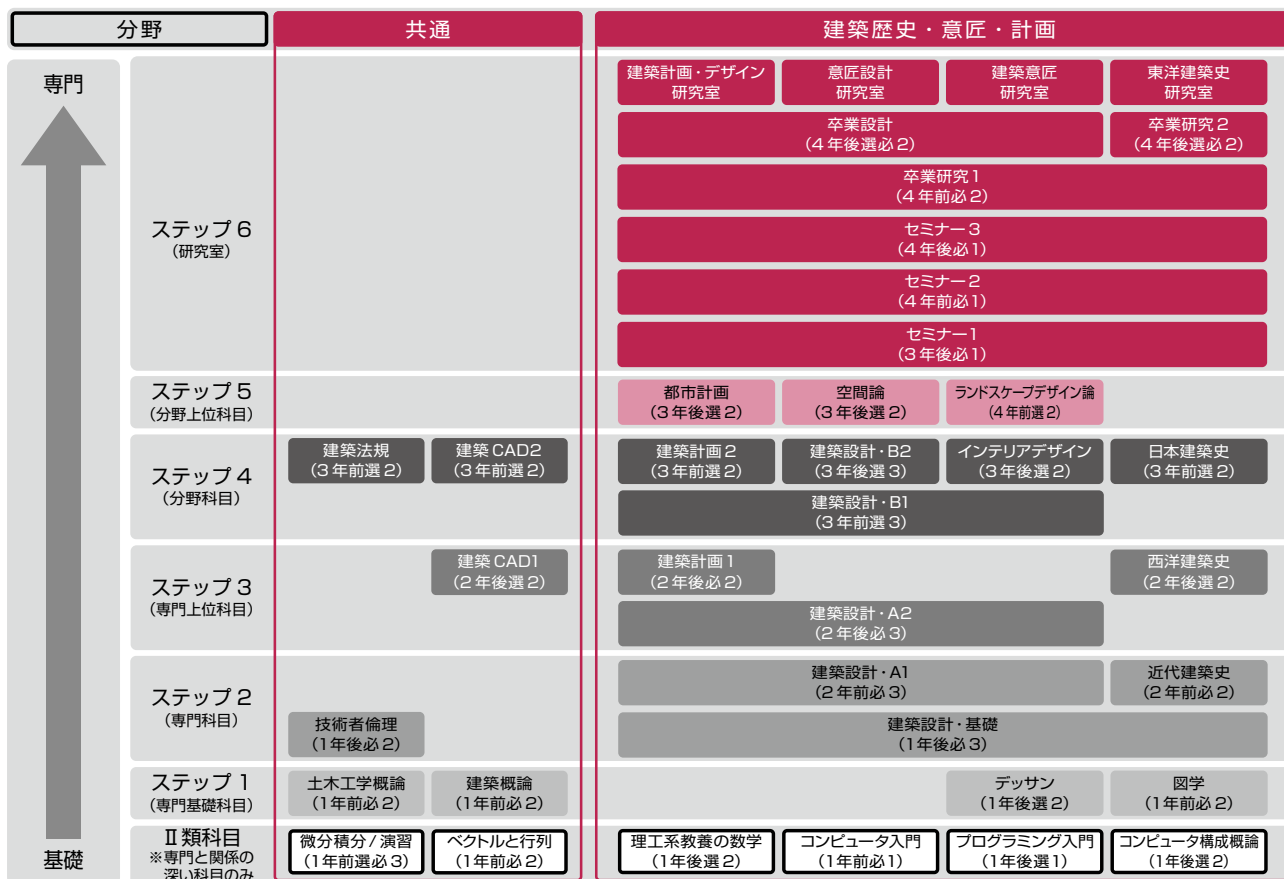 分野
共通
建築歴史・意匠・計画
専門
基礎
ステップ6
(研究室)
建築計画・デザイン
研究室
意匠設計
研究室
建築意匠
研究室
東洋建築史
研究室
卒業設計
(4年後選必2)
卒業研究2
(4年後選必2)
卒業研究1
(4年前必2)
セミナー3
(4年後必1)
セミナー2
(4年前必1)
セミナー1
(3年後必1)
ステップ5
(分野上位科目)
都市計画
(3年後選2)
空間論
(3年後選2)
ランドスケープデザイン論
(4年前選2)
ステップ4
(分野科目)
建築法規
(3年前選2)
建築CAD2
(3年前選2)
建築計画2
(3年前選2)
建築設計・B2
(3年後選3)
インテリアデザイン
(3年後選2)
日本建築史
(3年前選2)
建築設計・B1
(3年前選3)
ステップ3
(専門上位科目)
建築CAD1
(2年後選2)
建築計画1
(2年後必2)
西洋建築史
(2年後選2)
建築設計・A2
(2年後必3)
ステップ2
(専門科目)
建築設計・A1
(2年前必3)
近代建築史
(2年前必2)
技術者倫理
(1年後必2)
建築設計・基礎
(1年後必3)
ステップ1
(専門基礎科目)
土木工学概論
(1年前必2)
建築概論
(1年前必2)
デッサン
(1年後選2)
図学
(1年前必2)
Ⅱ類科目
※専門と関係の
深い科目のみ
微分積分/演習
(1年前選必3)
ベクトルと行列
(1年前必2)
理工系教養の数学
(1年後選2)
コンピュータ入門
(1年前必1)
プログラミング入門
(1年後選1)
コンピュータ構成概論
(1年後選2)